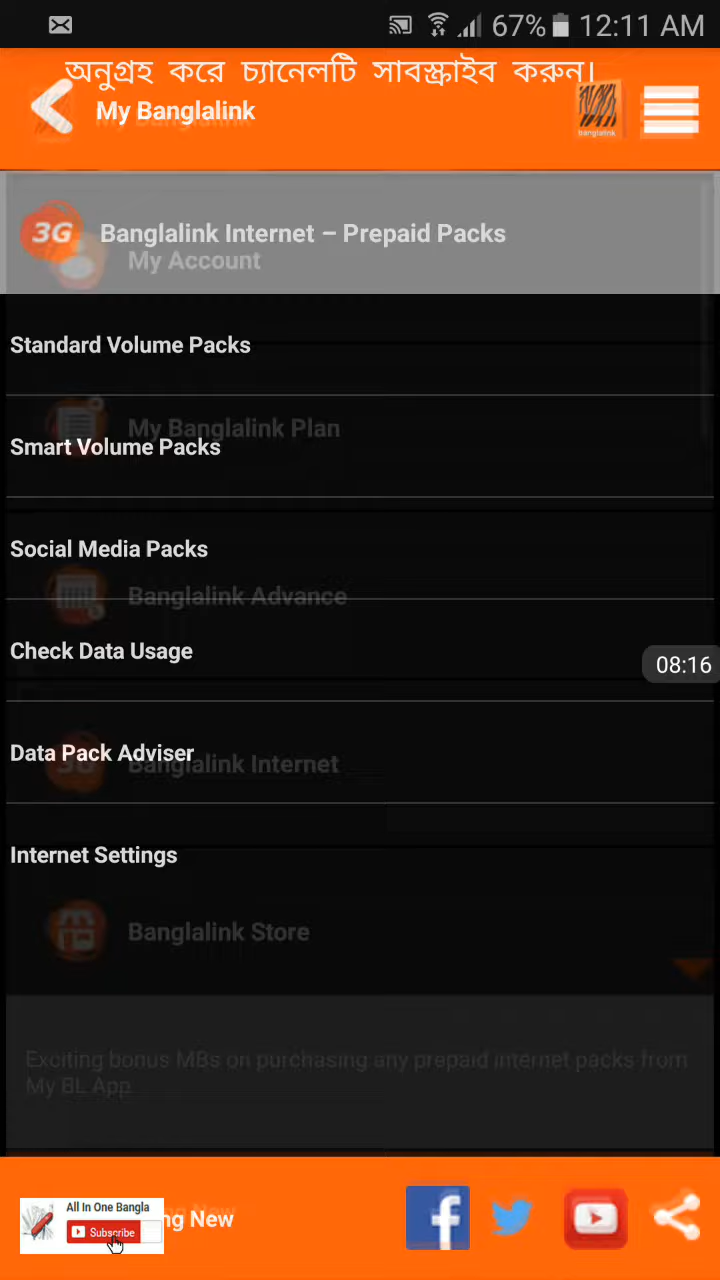 67% 12:11 AM
অনুগ্রহ করে চ্যানেলটি সাবস্ক্রাইব করুন।
My Banglalink
banglalink
3G Banglalink Internet – Prepaid Packs
My Account
Standard Volume Packs
My Banglalink Plan
Smart Volume Packs
Social Media Packs
Banglalink Advance
Check Data Usage
08:16
Data Pack Adviser
3G Banglalink Internet
Internet Settings
Banglalink Store
Exciting bonus MBs on purchasing any prepaid internet packs from
My BL App
All In One Bangla
Subscribe
ng New